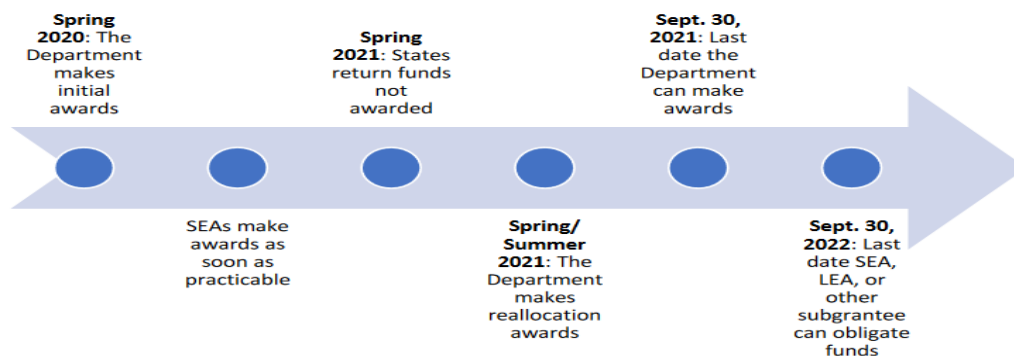 Spring
2020: The
Department
makes
initial
awards
SEAs make
awards as
soon as
practicable
Spring
2021: States
return funds
not
awarded
Spring/
Summer
2021: The
Department
makes
reallocation
awards
Sept. 30,
2021: Last
date the
Department
can make
awards
Sept. 30,
2022: Last
date SEA,
LEA, or
other
subgrantee
can obligate
funds